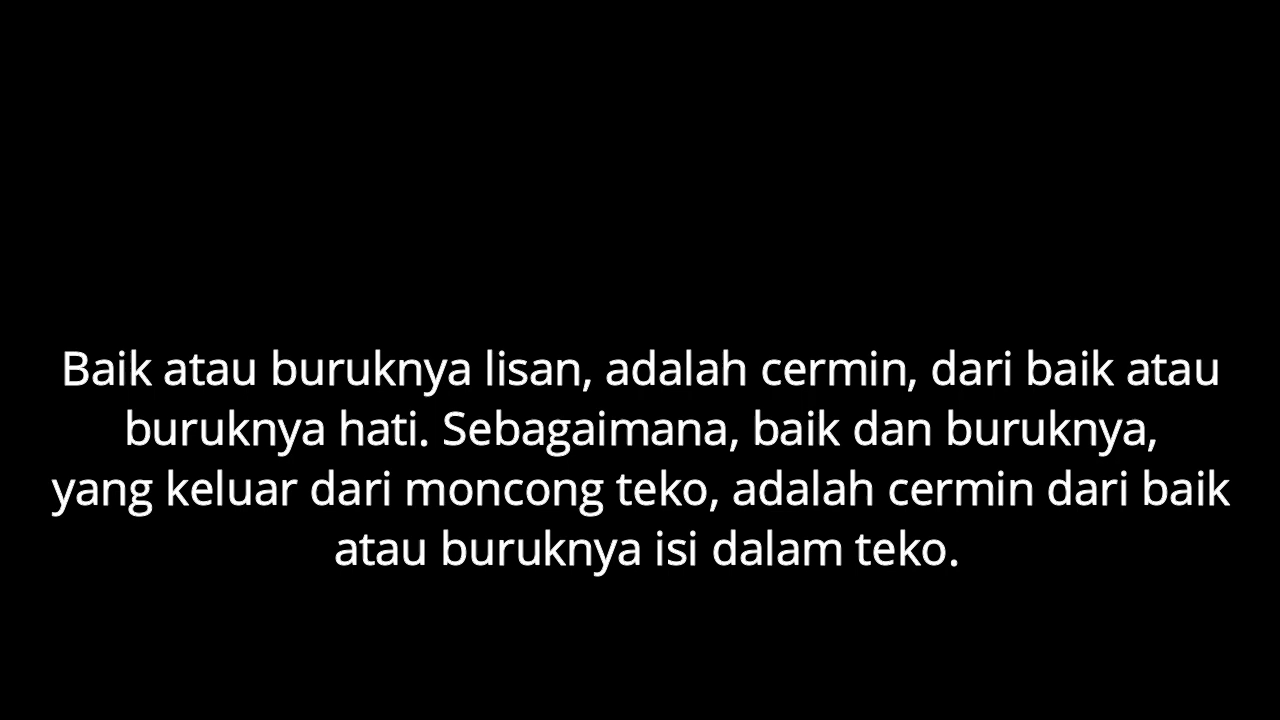 Baik atau buruknya lisan, adalah cermin, dari baik atau
buruknya hati. Sebagaimana, baik dan buruknya,
yang keluar dari moncong teko, adalah cermin dari baik
atau buruknya isi dalam teko.